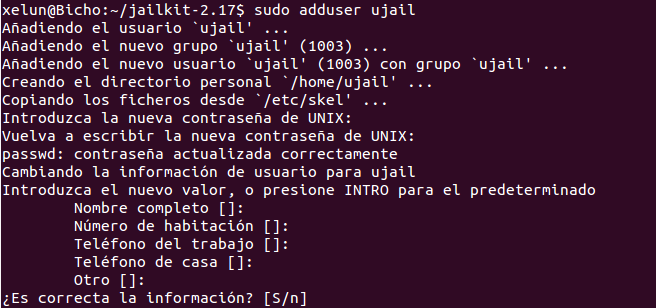 xelun@Bicho:~/jailkit-2.17$ sudo adduser ujail
Añadiendo el usuario `ujail' ...
Añadiendo el nuevo grupo `ujail' (1003) ...
Añadiendo el nuevo usuario `ujail' (1003) con grupo `ujail' ...
Creando el directorio personal `/home/ujail' ...
Copiando los ficheros desde `/etc/skel' ...
Introduzca la nueva contraseña de UNIX:
Vuelva a escribir la nueva contraseña de UNIX:
passwd: contraseña actualizada correctamente
Cambiando la información de usuario para ujail
Introduzca el nuevo valor, o presione INTRO para el predeterminado
Nombre completo []:
Número de habitación []:
Teléfono del trabajo []:
Teléfono de casa []:
Otro []:
¿Es correcta la información? [S/n]